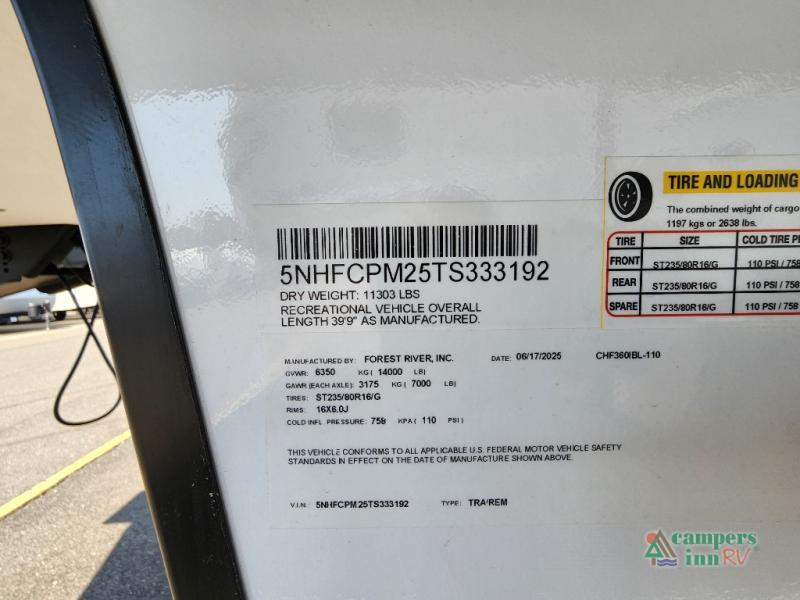 5NHFCPM25TS333192
DRY WEIGHT: 11303 LBS
RECREATIONAL VEHICLE OVERALL
LENGTH 39'9" AS MANUFACTURED.
TIRE AND LOADING
The combined weight of cargo
1197 kgs or 2638 lbs.
TIRE SIZE COLD TIRE
FRONT ST235/80R16/G 110 PSI / 758
REAR ST235/80R16/G 110 PSI / 758
SPARE ST235/80R16/G 110 PSI / 758
MANUFACTURED BY: FOREST RIVER, INC. DATE: 06/17/2025 CHF360IBL-110
GVWR: 6350 KG ( 14000 LB)
GAWR (EACH AXLE): 3175 KG ( 7000 LB)
TIRES: ST235/80R16/G
RIMS: 16X6.0J
COLD INFL. PRESSURE: 758 KPA ( 110 PSI)
THIS VEHICLE CONFORMS TO ALL APPLICABLE U.S. FEDERAL MOTOR VEHICLE SAFETY
STANDARDS IN EFFECT ON THE DATE OF MANUFACTURE SHOWN ABOVE.
V.I.N.: 5NHFCPM25TS333192 TYPE: TRA/REM
campers
inn RV